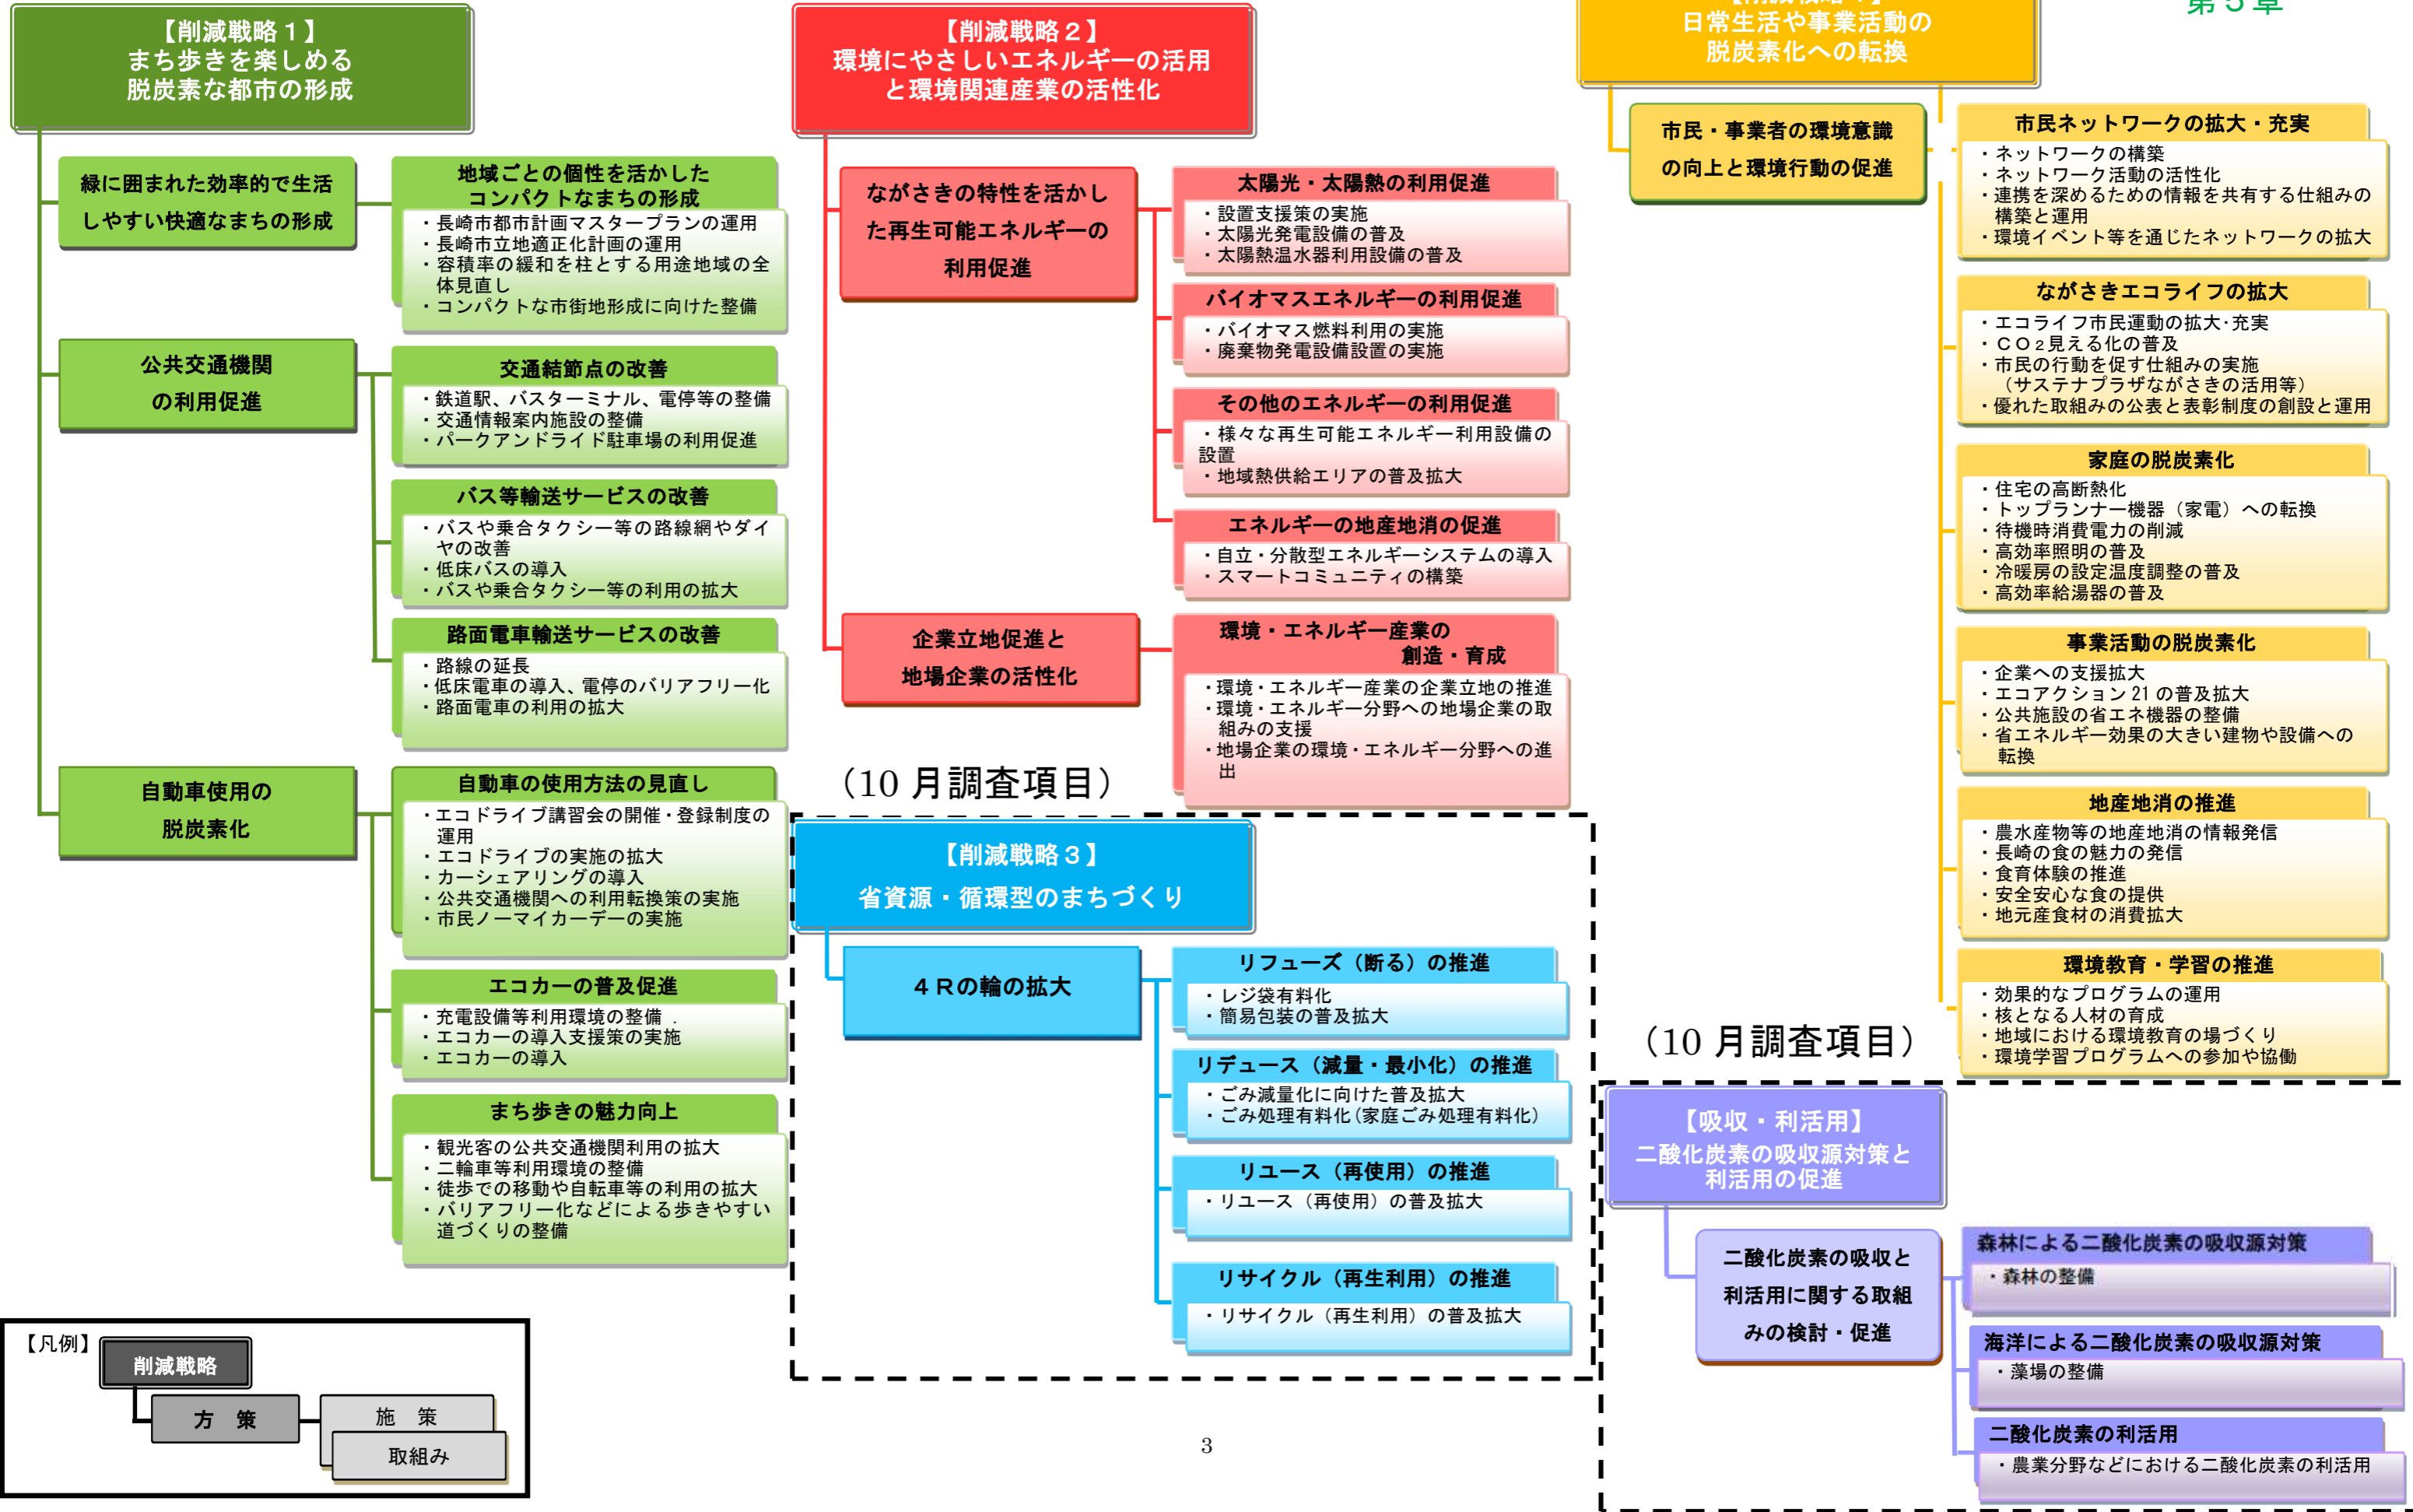 【削減戦略１】
まち歩きを楽しめる
脱炭素な都市の形成
緑に囲まれた効率的で生活
しやすい快適なまちの形成
地域ごとの個性を活かした
コンパクトなまちの形成
・長崎市都市計画マスタープランの運用
・長崎市立地適正化計画の運用
・容積率の緩和を柱とする用途地域の全
体見直し
・コンパクトな市街地形成に向けた整備
公共交通機関
の利用促進
交通結節点の改善
・鉄道駅、バスターミナル、電停等の整備
・交通情報案内施設の整備
・パークアンドライド駐車場の利用促進
バス等輸送サービスの改善
・バスや乗合タクシー等の路線網やダイ
ヤの改善
・低床バスの導入
・バスや乗合タクシー等の利用の拡大
路面電車輸送サービスの改善
・路線の延長
・低床電車の導入、電停のバリアフリー化
・路面電車の利用の拡大
自動車使用の
脱炭素化
自動車の使用方法の見直し
・エコドライブ講習会の開催・登録制度の
運用
・エコドライブの実施の拡大
・カーシェアリングの導入
・公共交通機関への利用転換策の実施
・市民ノーマイカーデーの実施
エコカーの普及促進
・充電設備等利用環境の整備 .
・エコカーの導入支援策の実施
・エコカーの導入
まち歩きの魅力向上
・観光客の公共交通機関利用の拡大
・二輪車等利用環境の整備
・徒歩での移動や自転車等の利用の拡大
・バリアフリー化などによる歩きやすい
道づくりの整備
【凡例】
削減戦略
方　策
施　策
取組み
【削減戦略２】
環境にやさしいエネルギーの活用
と環境関連産業の活性化
ながさきの特性を活かし
た再生可能エネルギーの
利用促進
太陽光・太陽熱の利用促進
・設置支援策の実施
・太陽光発電設備の普及
・太陽熱温水器利用設備の普及
バイオマスエネルギーの利用促進
・バイオマス燃料利用の実施
・廃棄物発電設備設置の実施
その他のエネルギーの利用促進
・様々な再生可能エネルギー利用設備の
設置
・地域熱供給エリアの普及拡大
エネルギーの地産地消の促進
・自立・分散型エネルギーシステムの導入
・スマートコミュニティの構築
企業立地促進と
地場企業の活性化
環境・エネルギー産業の
創造・育成
・環境・エネルギー産業の企業立地の推進
・環境・エネルギー分野への地場企業の取
組みの支援
・地場企業の環境・エネルギー分野への進
出
（10 月調査項目）
【削減戦略３】
省資源・循環型のまちづくり
４Ｒの輪の拡大
リフューズ（断る）の推進
・レジ袋有料化
・簡易包装の普及拡大
リデュース（減量・最小化）の推進
・ごみ減量化に向けた普及拡大
・ごみ処理有料化(家庭ごみ処理有料化)
リユース（再使用）の推進
・リユース（再使用）の普及拡大
リサイクル（再生利用）の推進
・リサイクル（再生利用）の普及拡大
3
第５章
日常生活や事業活動の
脱炭素化への転換
市民・事業者の環境意識
の向上と環境行動の促進
市民ネットワークの拡大・充実
・ネットワークの構築
・ネットワーク活動の活性化
・連携を深めるための情報を共有する仕組みの
構築と運用
・環境イベント等を通じたネットワークの拡大
ながさきエコライフの拡大
・エコライフ市民運動の拡大・充実
・ＣＯ₂見える化の普及
・市民の行動を促す仕組みの実施
（サステナプラザながさきの活用等）
・優れた取組みの公表と表彰制度の創設と運用
家庭の脱炭素化
・住宅の高断熱化
・トップランナー機器（家電）への転換
・待機時消費電力の削減
・高効率照明の普及
・冷暖房の設定温度調整の普及
・高効率給湯器の普及
事業活動の脱炭素化
・企業への支援拡大
・エコアクション 21 の普及拡大
・公共施設の省エネ機器の整備
・省エネルギー効果の大きい建物や設備への
転換
地産地消の推進
・農水産物等の地産地消の情報発信
・長崎の食の魅力の発信
・食育体験の推進
・安全安心な食の提供
・地元産食材の消費拡大
環境教育・学習の推進
・効果的なプログラムの運用
・核となる人材の育成
・地域における環境教育の場づくり
・環境学習プログラムへの参加や協働
（10 月調査項目）
【吸収・利活用】
二酸化炭素の吸収源対策と
利活用の促進
二酸化炭素の吸収と
利活用に関する取組
みの検討・促進
森林による二酸化炭素の吸収源対策
・森林の整備
海洋による二酸化炭素の吸収源対策
・藻場の整備
二酸化炭素の利活用
・農業分野などにおける二酸化炭素の利活用